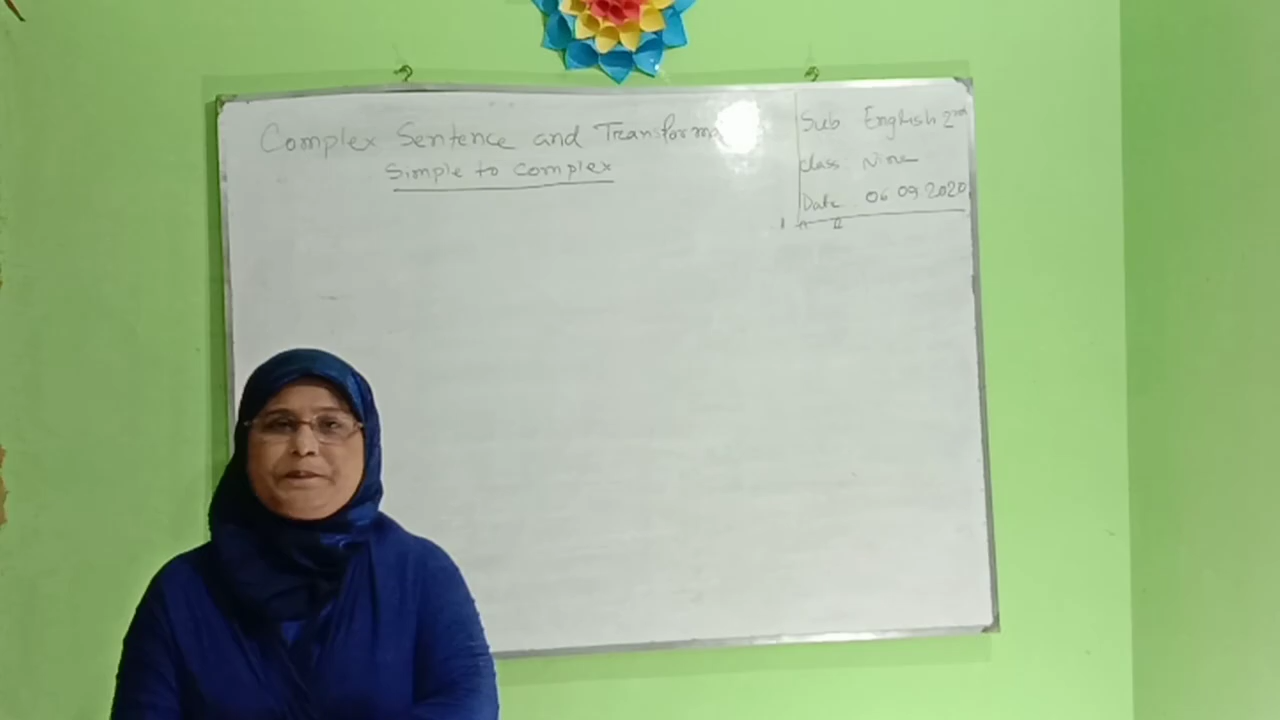 Complex Sentence and Transforma
Simple to complex
Sub English 2nd
Class Nine
Date 06 09 2020